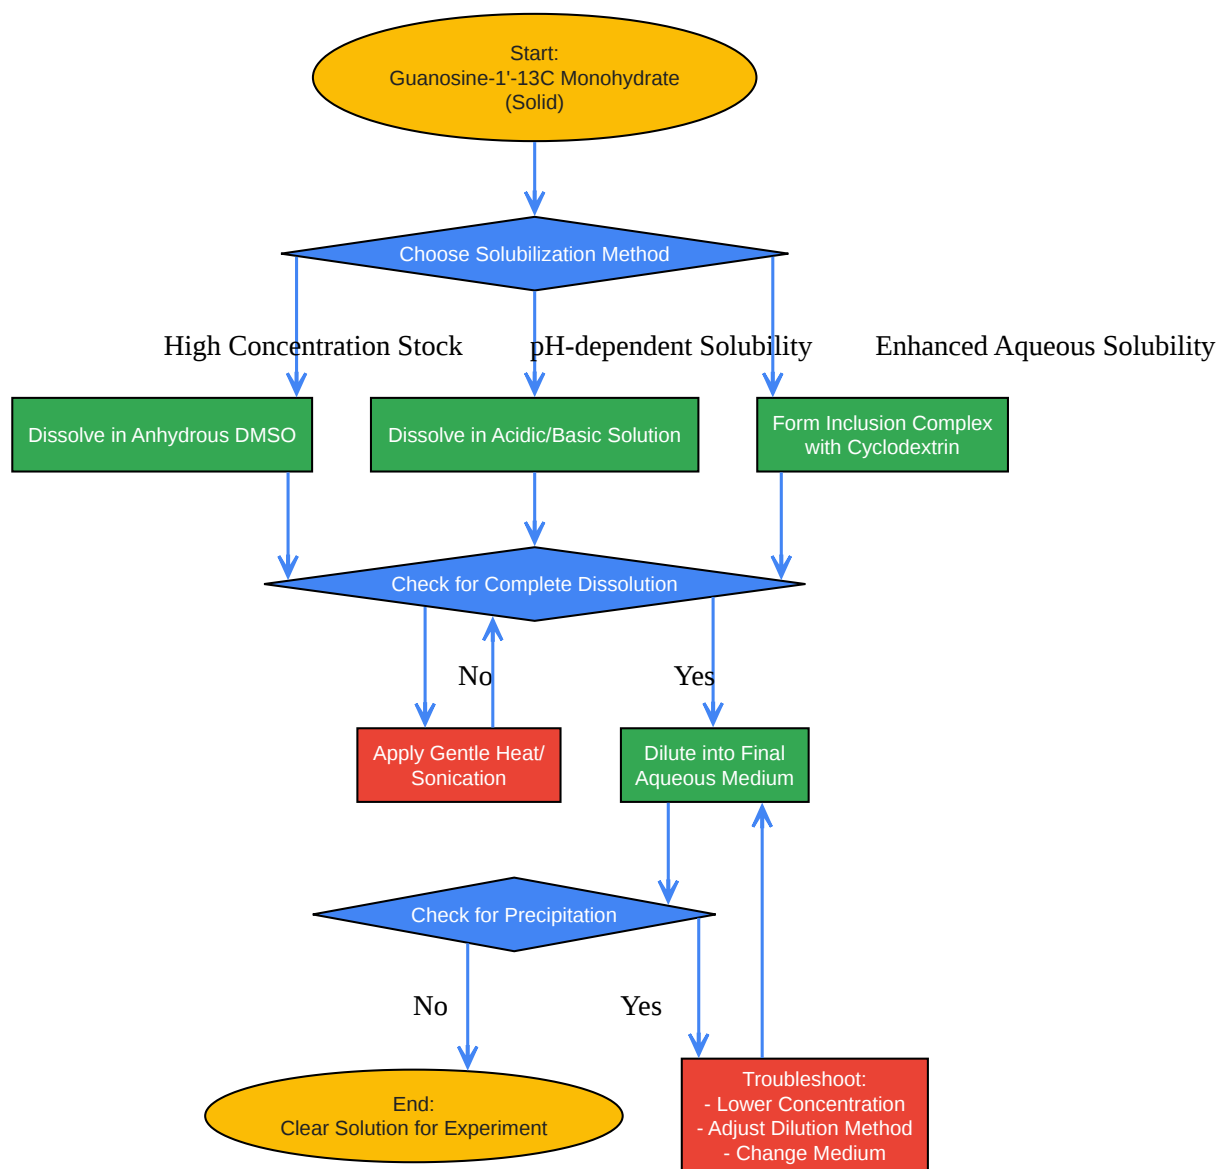 Start:
Guanosine-1'-13C Monohydrate
(Solid)
Choose Solubilization Method
High Concentration Stock
pH-dependent Solubility
Enhanced Aqueous Solubility
Dissolve in Anhydrous DMSO
Dissolve in Acidic/Basic Solution
Form Inclusion Complex
with Cyclodextrin
Check for Complete Dissolution
No
Yes
Apply Gentle Heat/
Sonication
Dilute into Final
Aqueous Medium
Check for Precipitation
No
Yes
End:
Clear Solution for Experiment
Troubleshoot:
- Lower Concentration
- Adjust Dilution Method
- Change Medium